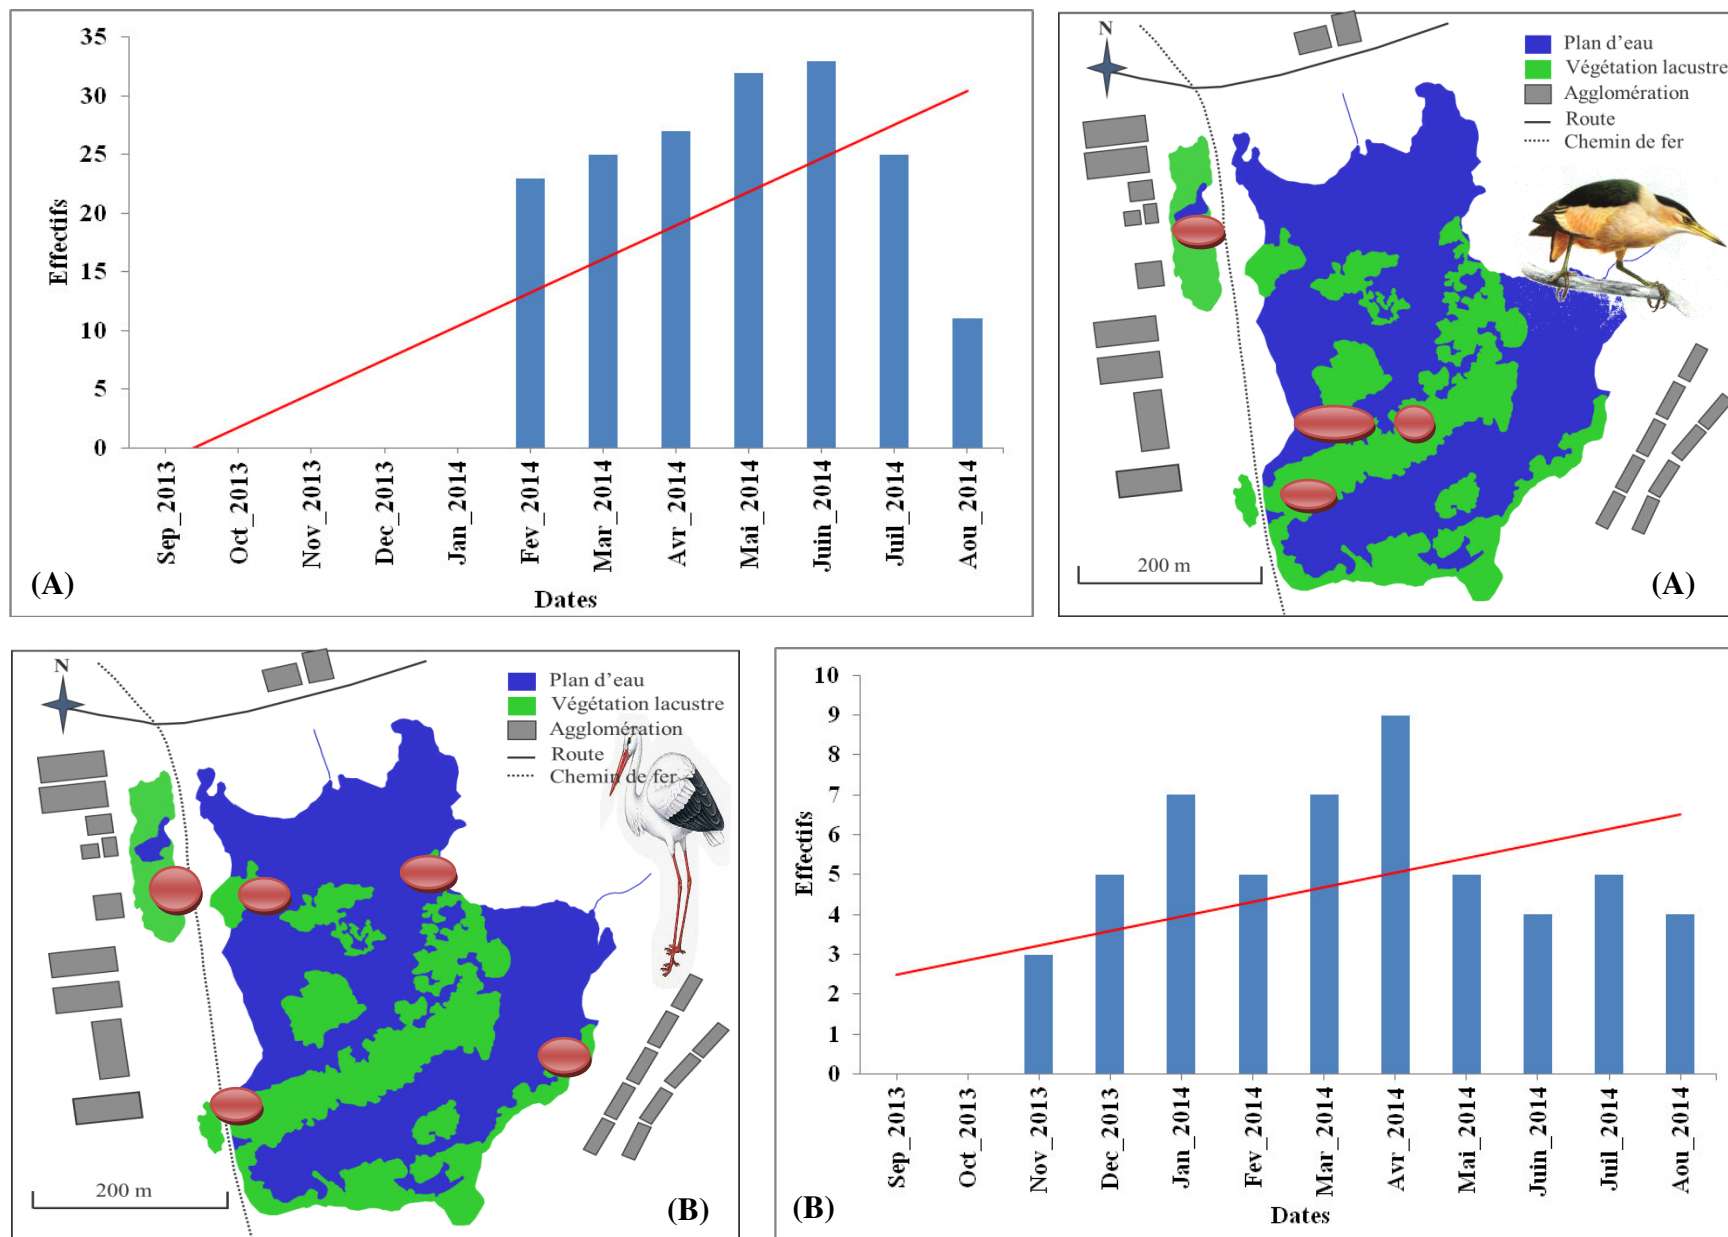 35
30
25
20
15
10
5
0
Effectifs
Sep_2013
Oct_2013
Nov_2013
Dec_2013
Jan_2014
Fev_2014
Mar_2014
Avr_2014
Mai_2014
Juin_2014
Juil_2014
Aou_2014
Dates
(A)
N
Plan d'eau
Végétation lacustre
Agglomération
Route
Chemin de fer
200 m
(A)
N
Plan d'eau
Végétation lacustre
Agglomération
Route
Chemin de fer
200 m
(B)
10
9
8
7
6
5
4
3
2
1
0
Effectifs
Sep_2013
Oct_2013
Nov_2013
Dec_2013
Jan_2014
Fev_2014
Mar_2014
Avr_2014
Mai_2014
Juin_2014
Juil_2014
Aou_2014
Dates
(B)